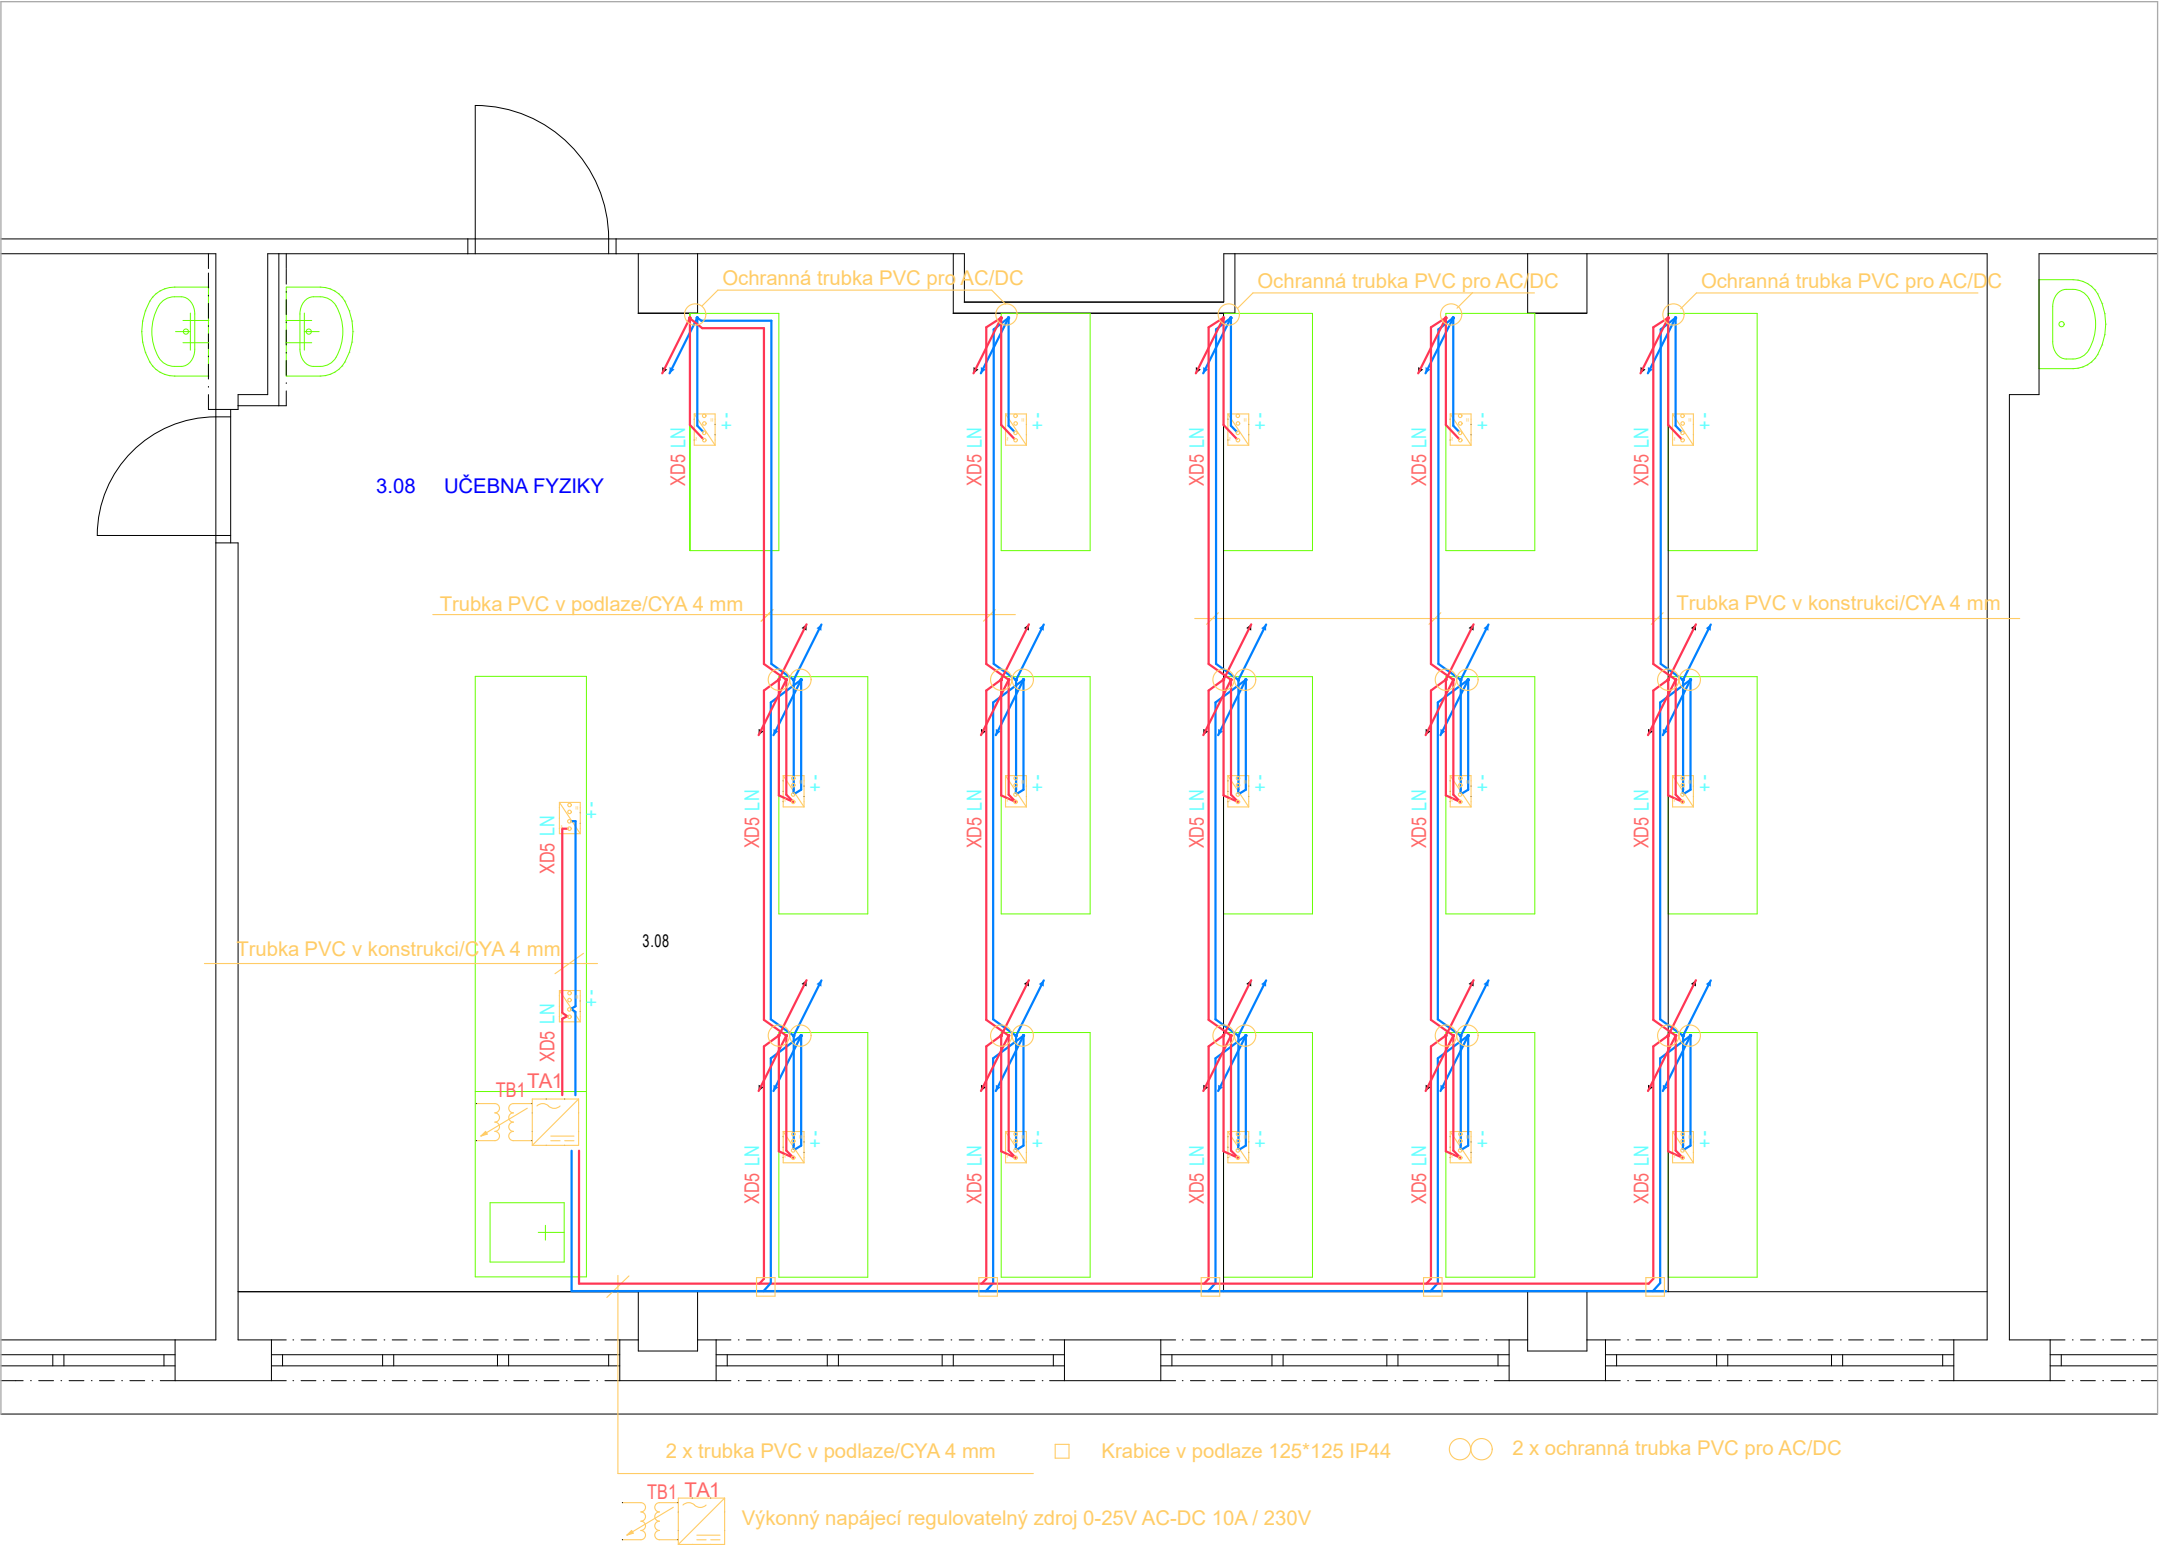 Ochranná trubka PVC pro AC/DC
Ochranná trubka PVC pro AC/DC
Ochranná trubka PVC pro AC/DC
+-
+-
+-
+-
+-
XD5 LN
XD5 LN
XD5 LN
XD5 LN
XD5 LN
3.08 UČEBNA FYZIKY
Trubka PVC v podlaze/CYA 4 mm
Trubka PVC v konstrukci/CYA 4 mm
+-
+-
+-
+-
+-
+-
XD5 LN
XD5 LN
XD5 LN
XD5 LN
XD5 LN
XD5 LN
3.08
Trubka PVC v konstrukci/CYA 4 mm
+-
XD5 LN
TB1 TA1
+-
+-
+-
+-
+-
XD5 LN
XD5 LN
XD5 LN
XD5 LN
XD5 LN
2 x trubka PVC v podlaze/CYA 4 mm
Krabice v podlaze 125*125 IP44
2 x ochranná trubka PVC pro AC/DC
TB1 TA1
Výkonný napájecí regulovatelný zdroj 0-25V AC-DC 10A / 230V